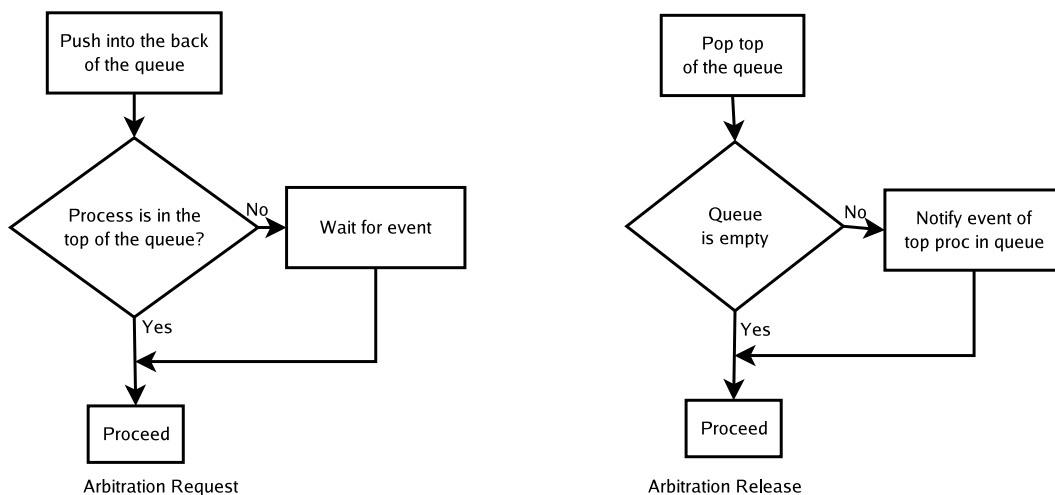 Push into the back
of the queue
Process is in the
top of the queue?
No
Wait for event
Yes
Proceed
Arbitration Request
Pop top
of the queue
Queue
is empty
No
Notify event of
top proc in queue
Yes
Proceed
Arbitration Release